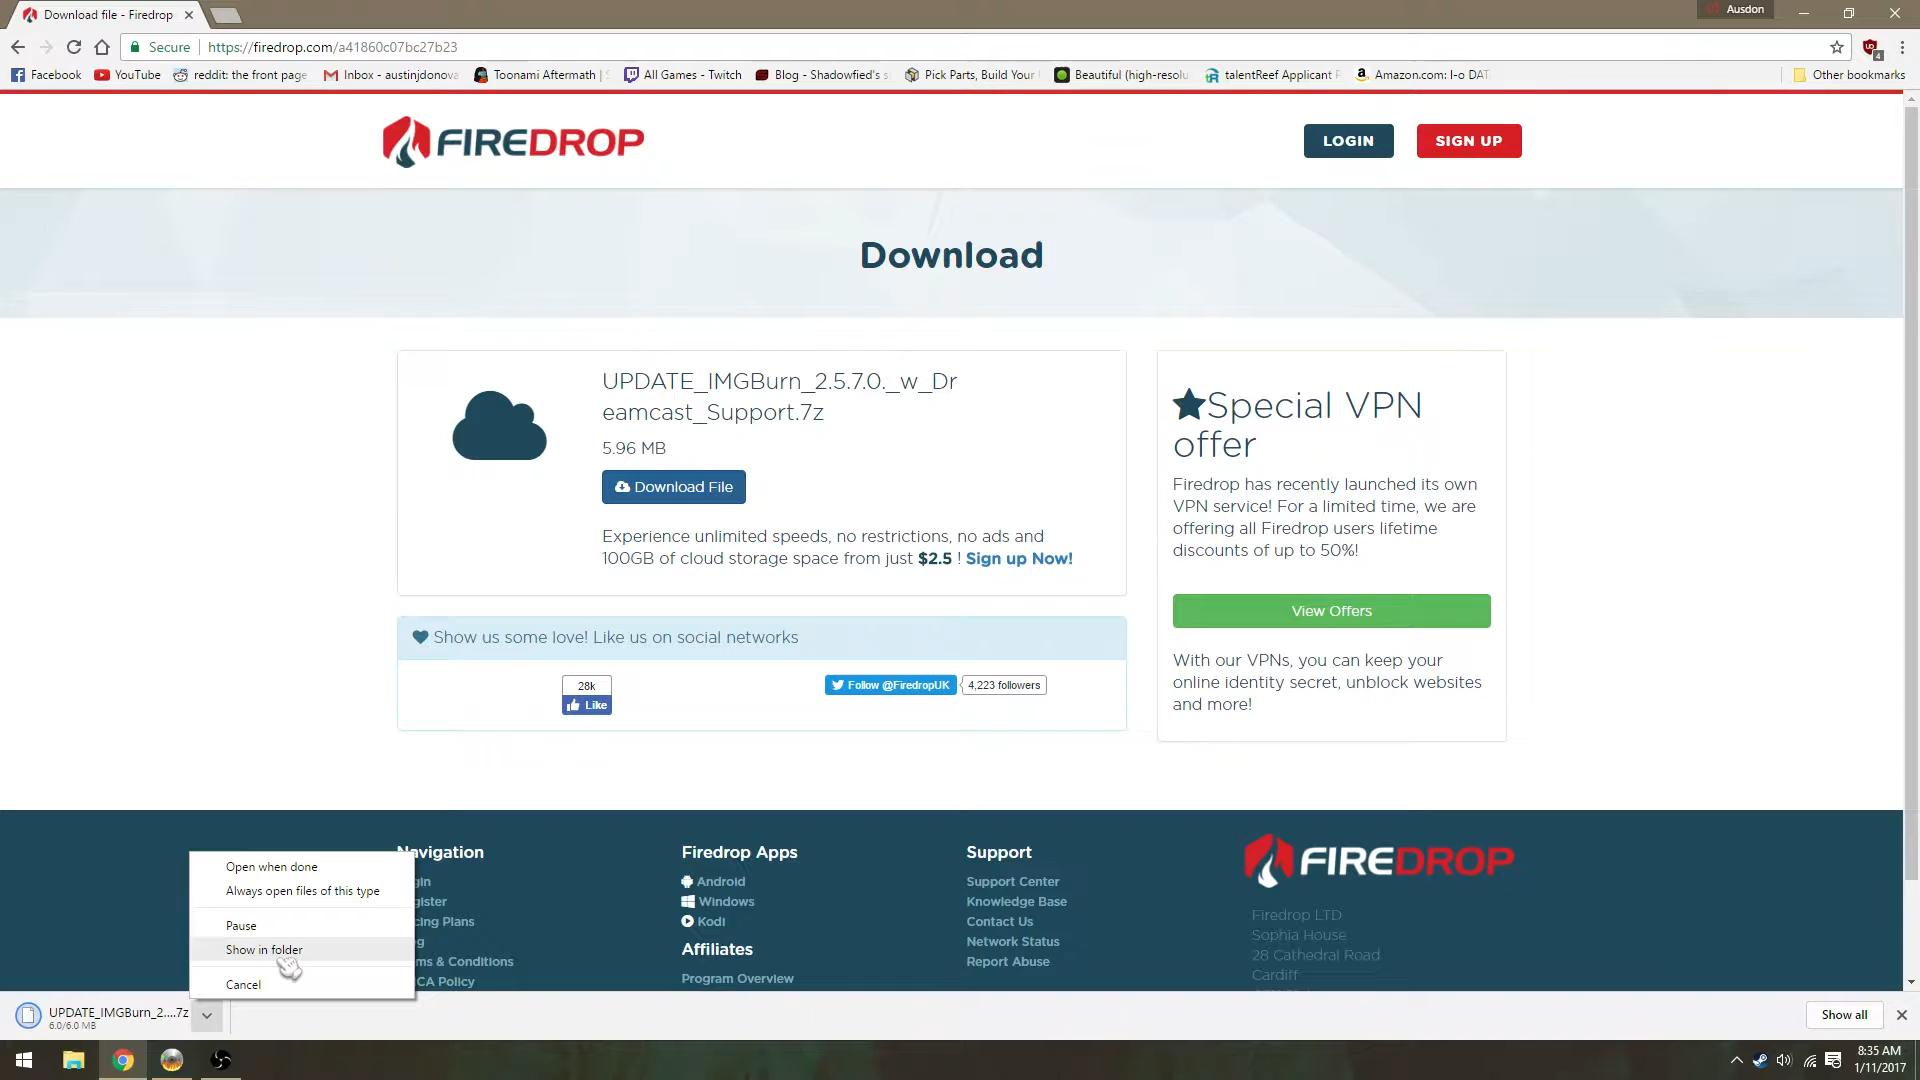 Download file - Firedrop
Ausdon
Secure
https://firedrop.com/a41860c07bc27b23
4
Facebook
YouTube
reddit: the front page
Inbox - austinjdonova
Toonami Aftermath |
All Games - Twitch
Blog - Shadowfied's s
Pick Parts, Build Your
Beautiful (high-resolu
talentReef Applicant
Amazon.com: I-o DAT
Other bookmarks
FIREDROP
LOGIN
SIGN UP
Download
UPDATE_IMGBurn_2.5.7.0._w_Dr
eamcast_Support.7z
5.96 MB
Download File
Experience unlimited speeds, no restrictions, no ads and
100GB of cloud storage space from just $2.5 ! Sign up Now!
Special VPN
offer
Firedrop has recently launched its own
VPN service! For a limited time, we are
offering all Firedrop users lifetime
discounts of up to 50%!
View Offers
With our VPNs, you can keep your
online identity secret, unblock websites
and more!
Show us some love! Like us on social networks
28k
Like
Follow @FiredropUK
4,223 followers
Navigation
gin
gister
cing Plans
g
ms & Conditions
CA Policy
Firedrop Apps
Android
Windows
Kodi
Affiliates
Program Overview
Support
Support Center
Knowledge Base
Contact Us
Network Status
Report Abuse
FIREDROP
Firedrop LTD
Sophia House
28 Cathedral Road
Cardiff
Open when done
Always open files of this type
Pause
Show in folder
Cancel
UPDATE_IMGBurn_2....7z
6.0/6.0 MB
Show all
8:35 AM
1/11/2017